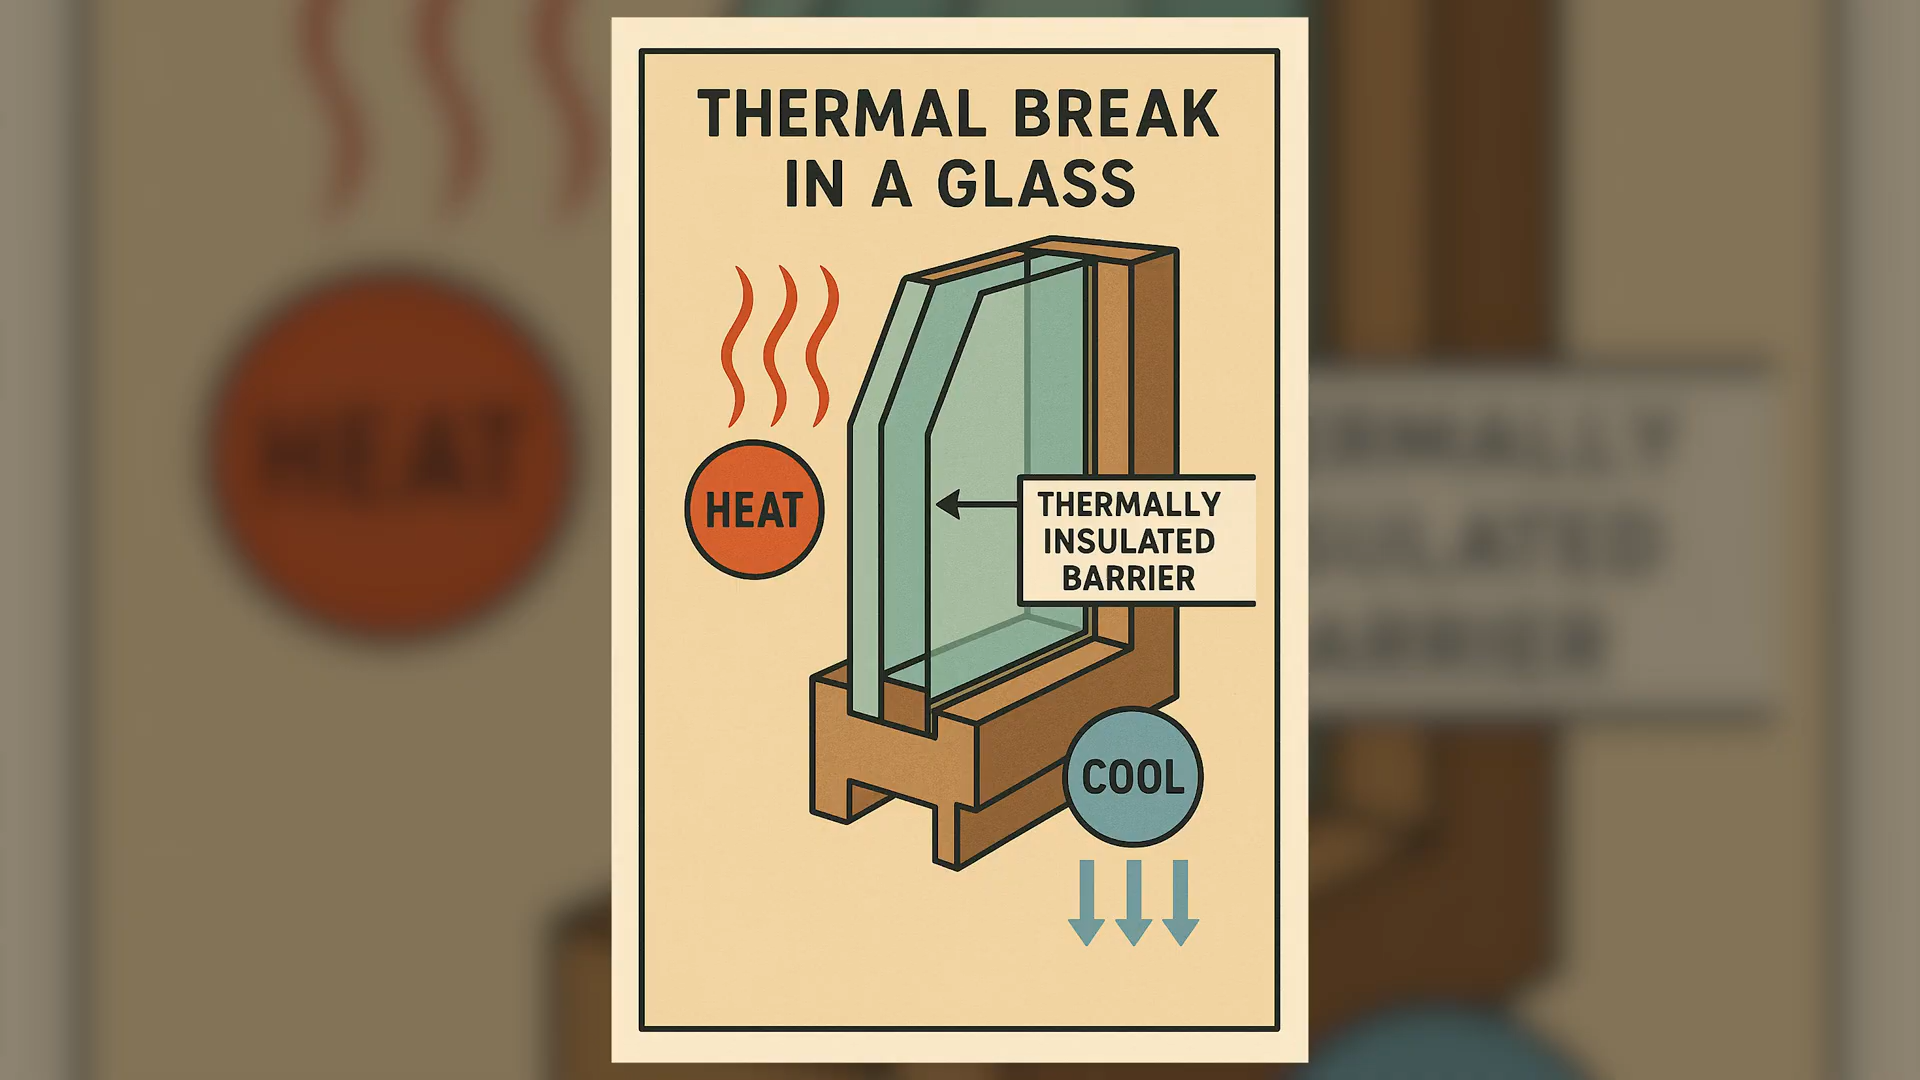 THERMAL BREAK
IN A GLASS
HEAT
THERMALLY
INSULATED
BARRIER
COOL